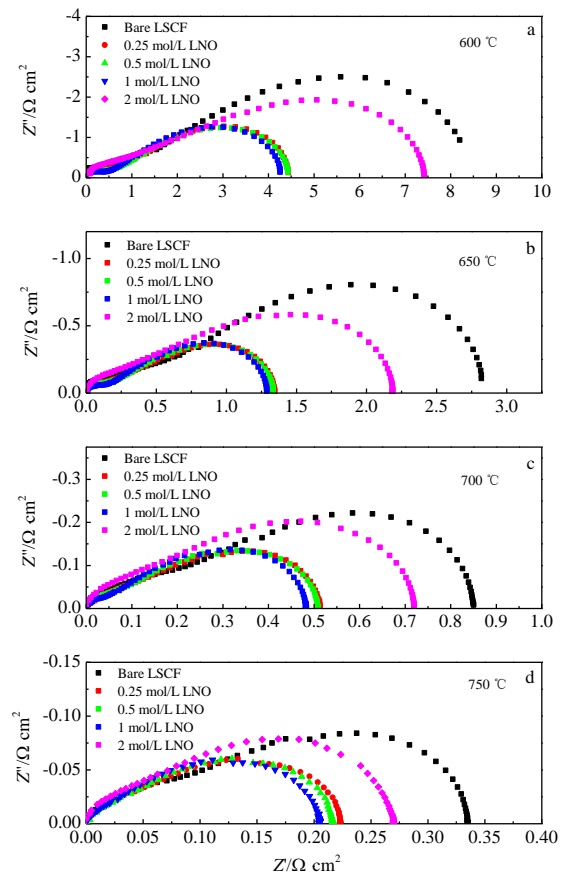 -4
-3
-2
-1
0
Z″/Ω cm²
Bare LSCF
0.25 mol/L LNO
0.5 mol/L LNO
1 mol/L LNO
2 mol/L LNO
600 ℃
a
0 1 2 3 4 5 6 7 8 9 10
-1.0
-0.5
0.0
Z″/Ω cm²
Bare LSCF
0.25 mol/L LNO
0.5 mol/L LNO
1 mol/L LNO
2 mol/L LNO
650 ℃
b
0.0 0.5 1.0 1.5 2.0 2.5 3.0
-0.3
-0.2
-0.1
0.0
Z″/Ω cm²
Bare LSCF
0.25 mol/L LNO
0.5 mol/L LNO
1 mol/L LNO
2 mol/L LNO
700 ℃
c
0.0 0.1 0.2 0.3 0.4 0.5 0.6 0.7 0.8 0.9 1.0
-0.15
-0.10
-0.05
0.00
Z″/Ω cm²
Bare LSCF
0.25 mol/L LNO
0.5 mol/L LNO
1 mol/L LNO
2 mol/L LNO
750 ℃
d
0.00 0.05 0.10 0.15 0.20 0.25 0.30 0.35 0.40
Z′/Ω cm²